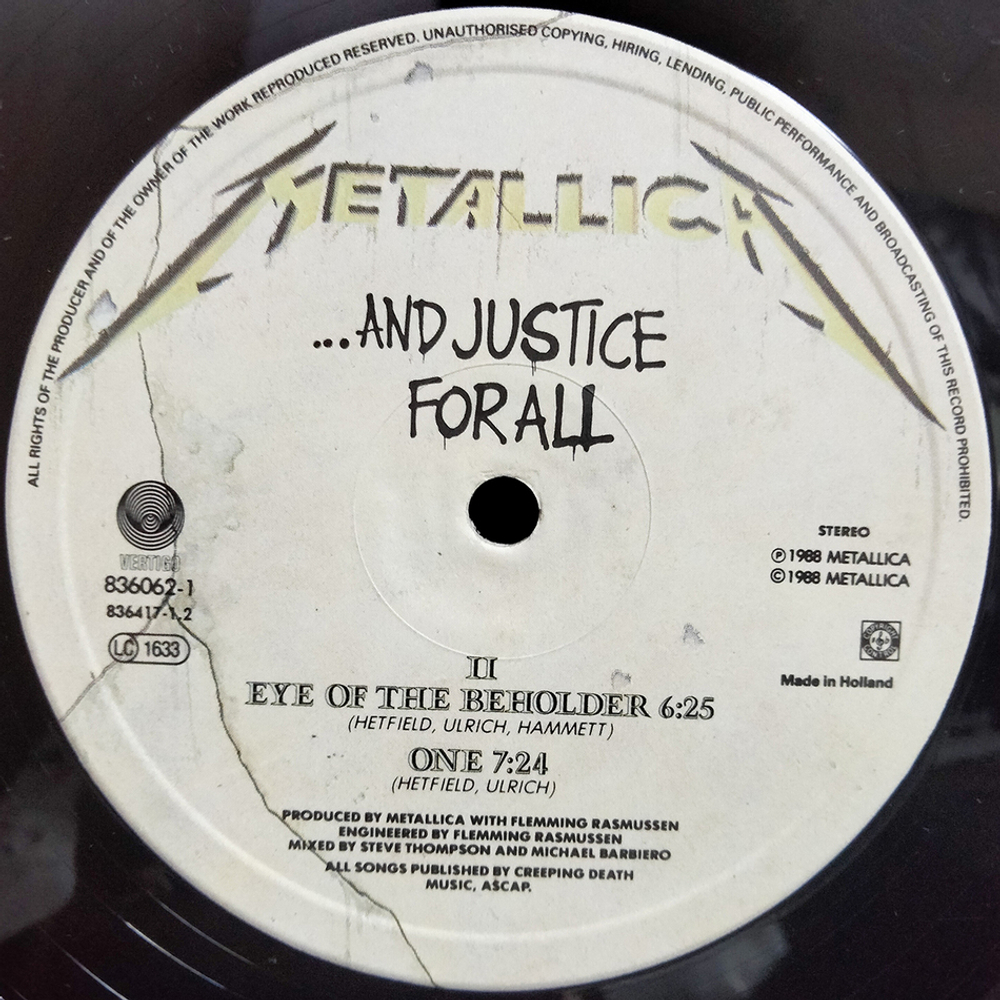 ALL RIGHTS OF THE PRODUCER AND OF THE OWNER OF THE WORK REPRODUCED RESERVED. UNAUTHORISED COPYING, HIRING, LENDING, PUBLIC PERFORMANCE AND BROADCASTING OF THIS RECORD PROHIBITED.
METALLICA
...AND JUSTICE
FOR ALL
STEREO
℗ 1988 METALLICA
© 1988 METALLICA
VERTIGO
836062-1
836417-1.2
LC 1633
Made in Holland
II
EYE OF THE BEHOLDER 6:25
(HETFIELD, ULRICH, HAMMETT)
ONE 7:24
(HETFIELD, ULRICH)
PRODUCED BY METALLICA WITH FLEMMING RASMUSSEN
ENGINEERED BY FLEMMING RASMUSSEN
MIXED BY STEVE THOMPSON AND MICHAEL BARBIERO
ALL SONGS PUBLISHED BY CREEPING DEATH
MUSIC, ASCAP.